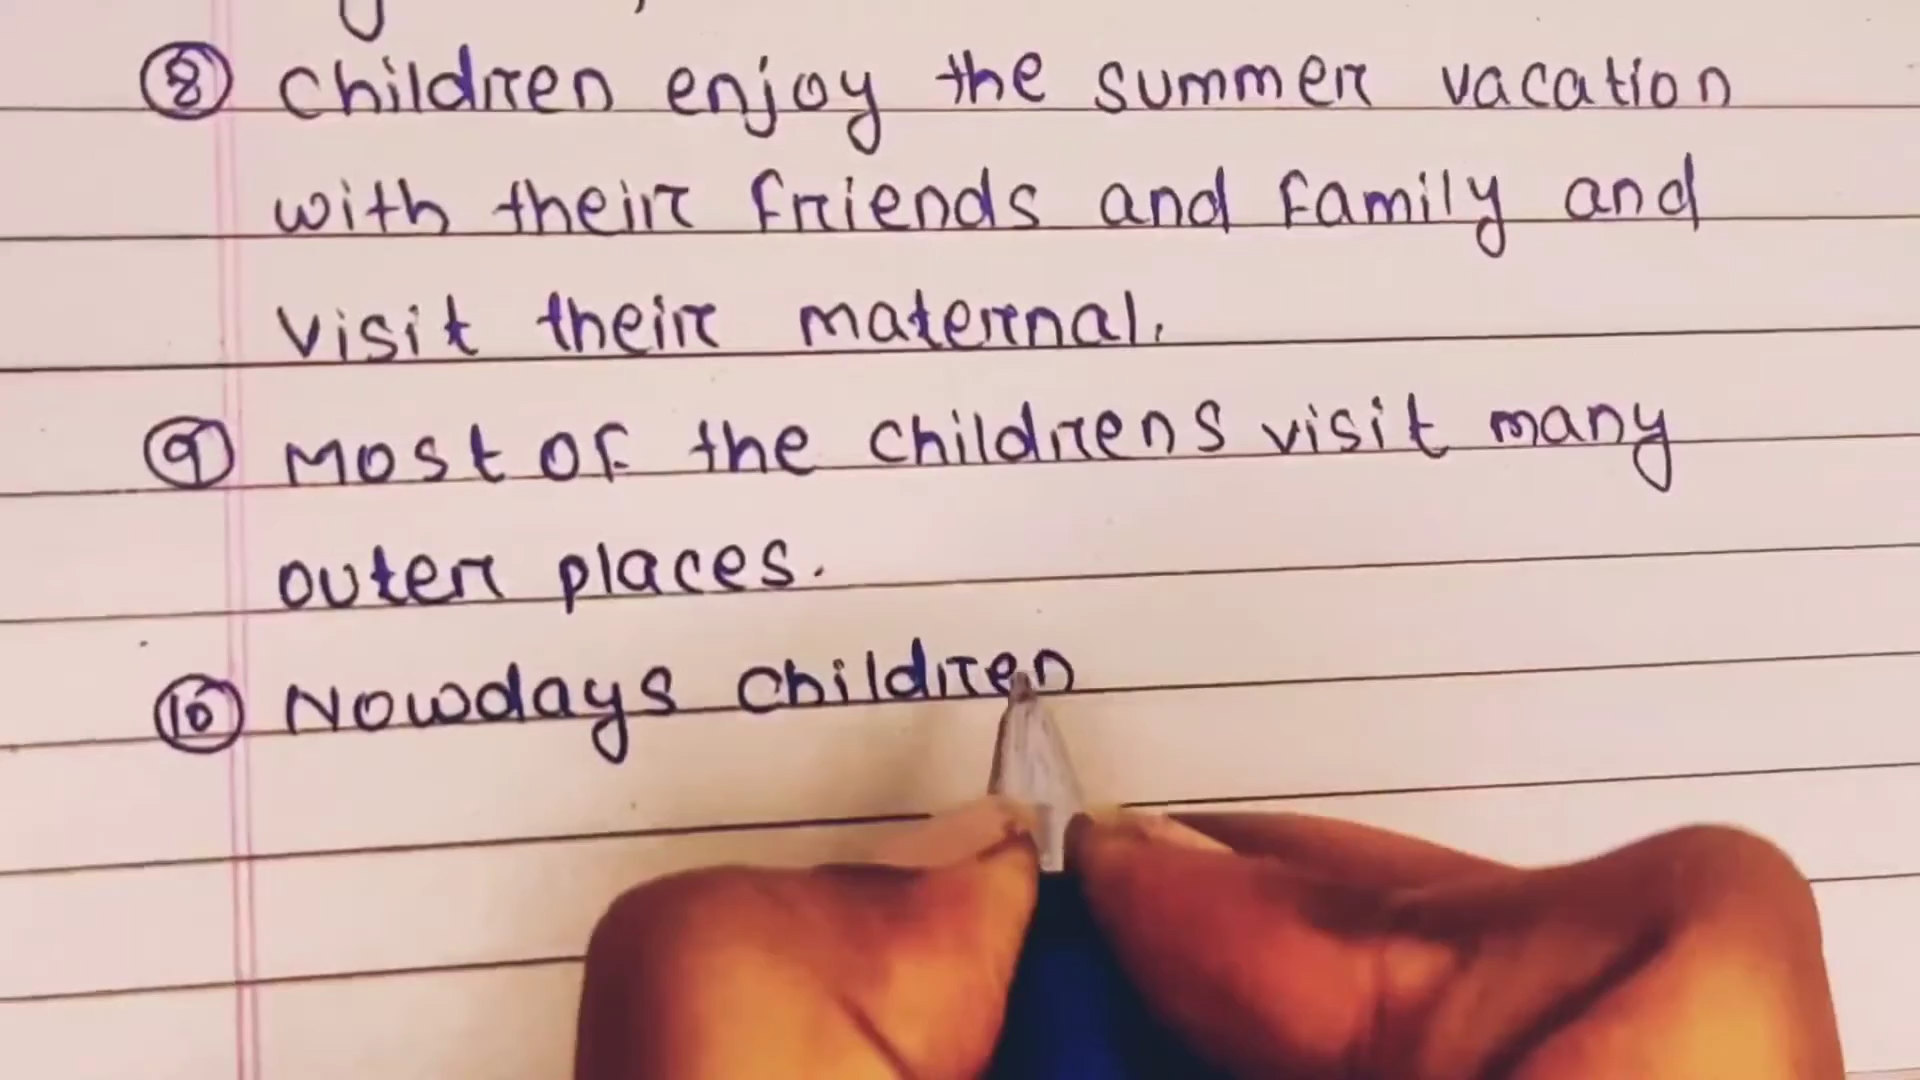 ⑧ children enjoy the summer vacation
with their friends and family and
visit their maternal.
⑨ Most of the childrens visit many
outer places.
⑩ Nowdays children